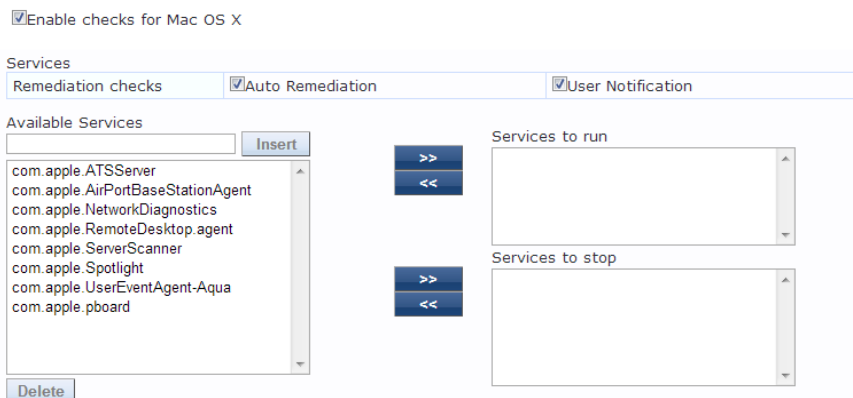 Enable checks for Mac OS X
Services
Remediation checks Auto Remediation User Notification
Available Services
Insert
com.apple.ATSServer
com.apple.AirPortBaseStationAgent
com.apple.NetworkDiagnostics
com.apple.RemoteDesktop.agent
com.apple.ServerScanner
com.apple.Spotlight
com.apple.UserEventAgent-Aqua
com.apple.pboard
Delete
>>
<<
Services to run
>>
<<
Services to stop